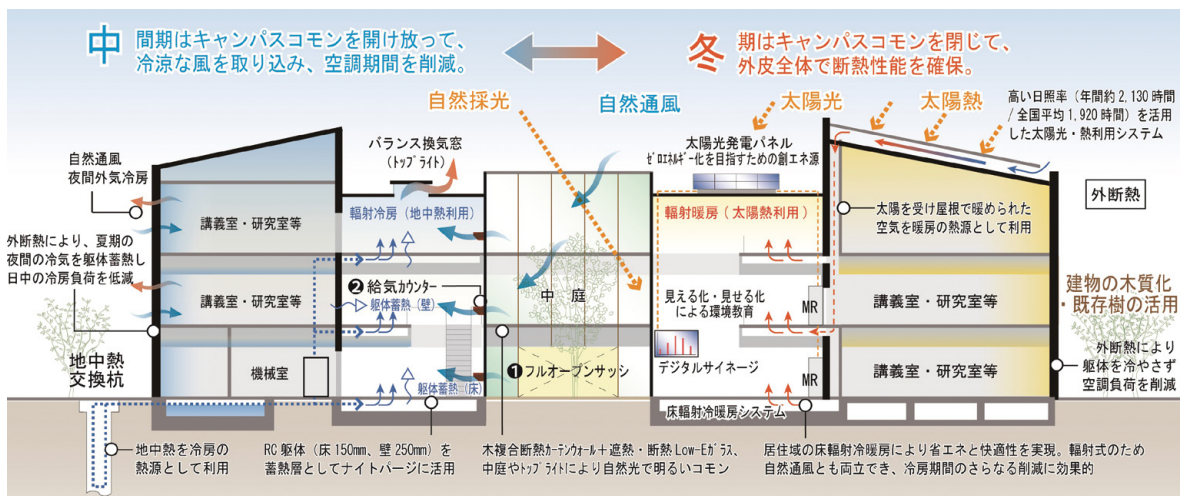 中間期はキャンパスコモンを開け放って、
冷涼な風を取り込み、空調期間を削減。
冬期はキャンパスコモンを閉じて、
外皮全体で断熱性能を確保。
自然採光
自然通風
太陽光
太陽熱
高い日照率（年間約2,130時間
/全国平均1,920時間）を活用
した太陽光・熱利用システム
バランス換気窓
（トップライト）
太陽光発電パネル
ゼロエネルギー化を目指すための創エネ源
自然通風
夜間外気冷房
外断熱
講義室・研究室等
輻射冷房（地中熱利用）
輻射暖房（太陽熱利用）
太陽を受け屋根で暖められた
空気を暖房の熱源として利用
外断熱により、夏期の
夜間の冷気を躯体蓄熱し
日中の冷房負荷を低減
❷給気カウンター
躯体蓄熱（壁）
中庭
見える化・見せる化
による環境教育
MR
講義室・研究室等
講義室・研究室等
建物の木質化
・既存樹の活用
地中熱
交換杭
機械室
躯体蓄熱（床）
❶フルオープンサッシ
デジタルサイネージ
MR
講義室・研究室等
外断熱により
躯体を冷やさず
空調負荷を削減
床輻射冷暖房システム
地中熱を冷房の
熱源として利用
RC躯体（床150mm、壁250mm）を
蓄熱層としてナイトパージに活用
木複合断熱カーテンウォール＋遮熱・断熱Low-Eガラス、
中庭やトップライトにより自然光で明るいコモン
居住域の床輻射冷暖房により省エネと快適性を実現。輻射式のため
自然通風とも両立でき、冷房期間のさらなる削減に効果的